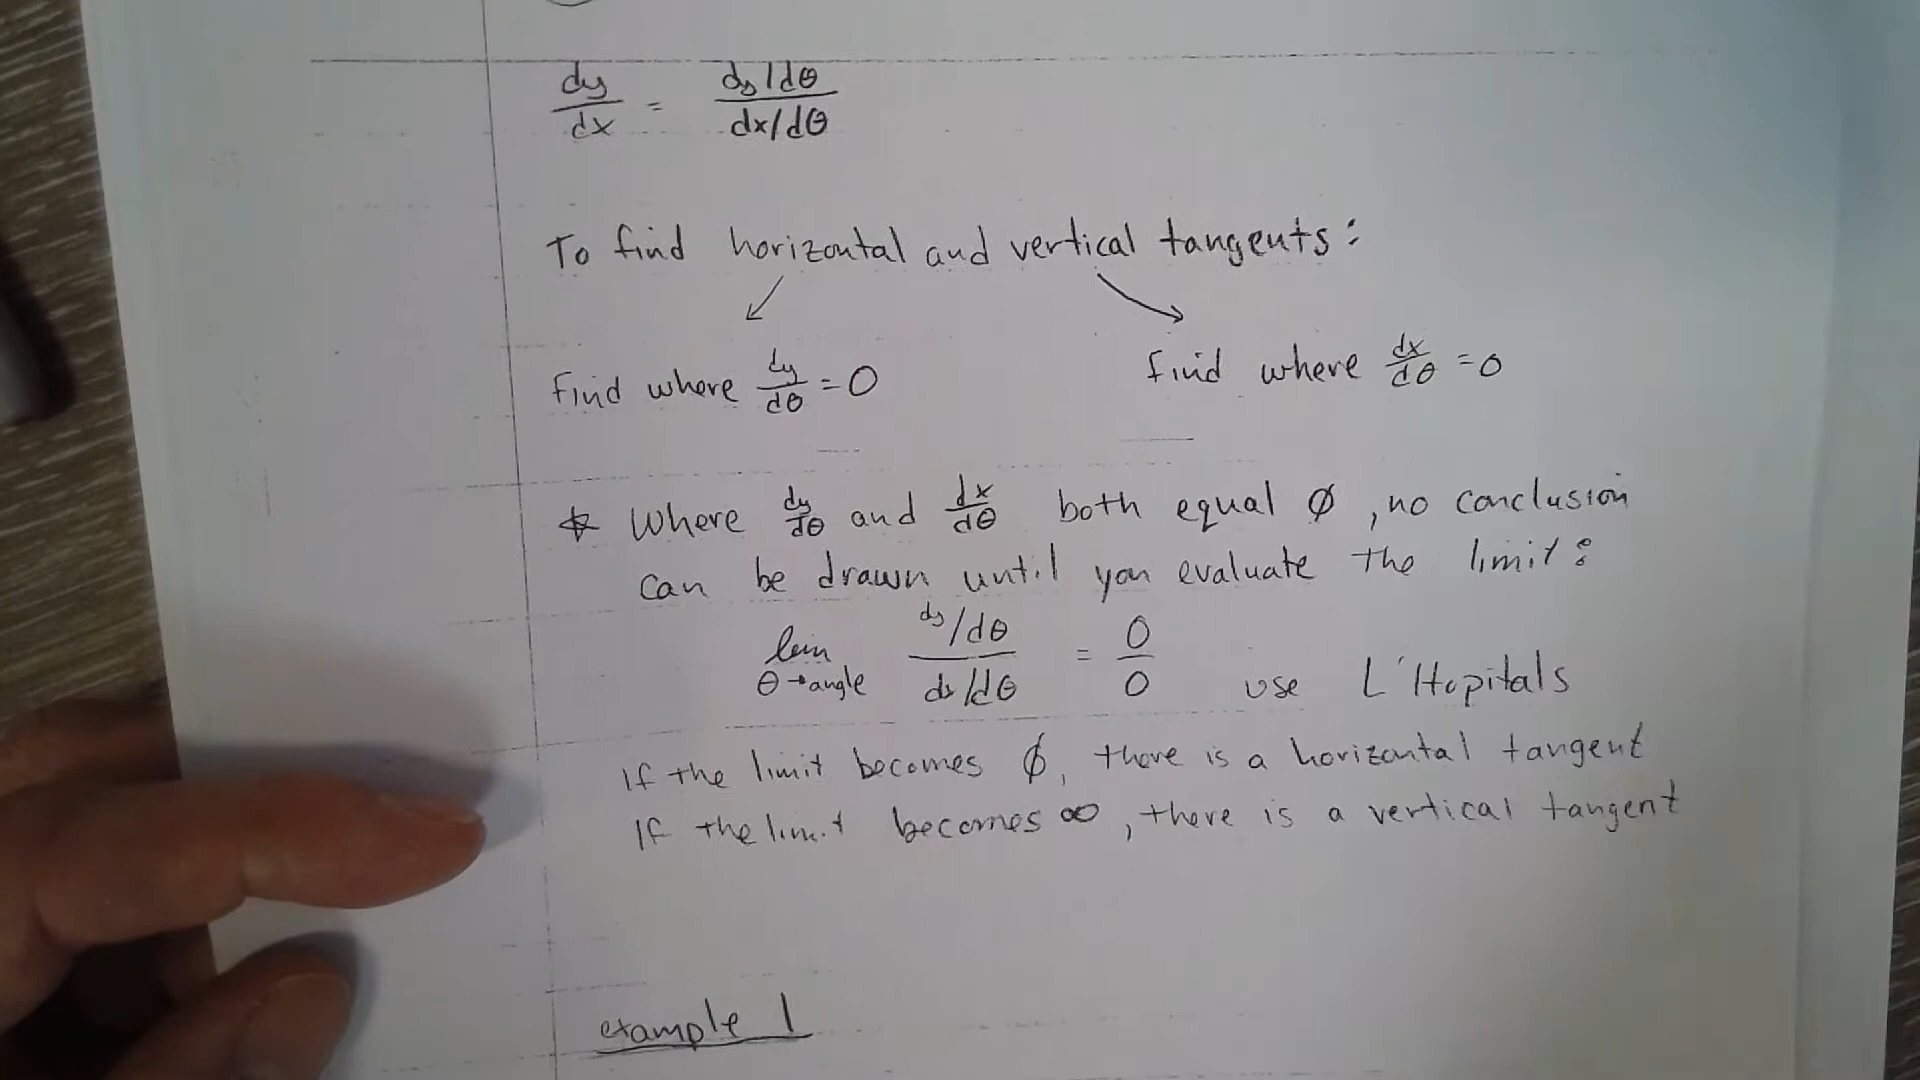 dy/dx = dy/dθ / dx/dθ
To find horizontal and vertical tangents:
find where dy/dθ = 0
find where dx/dθ = 0
* Where dy/dθ and dx/dθ both equal ∅, no conclusion
can be drawn until you evaluate the limit:
lim θ→angle dy/dθ / dx/dθ = 0/0 use L'Hopitals
If the limit becomes ∅, there is a horizontal tangent
If the limit becomes ∞, there is a vertical tangent
example 1